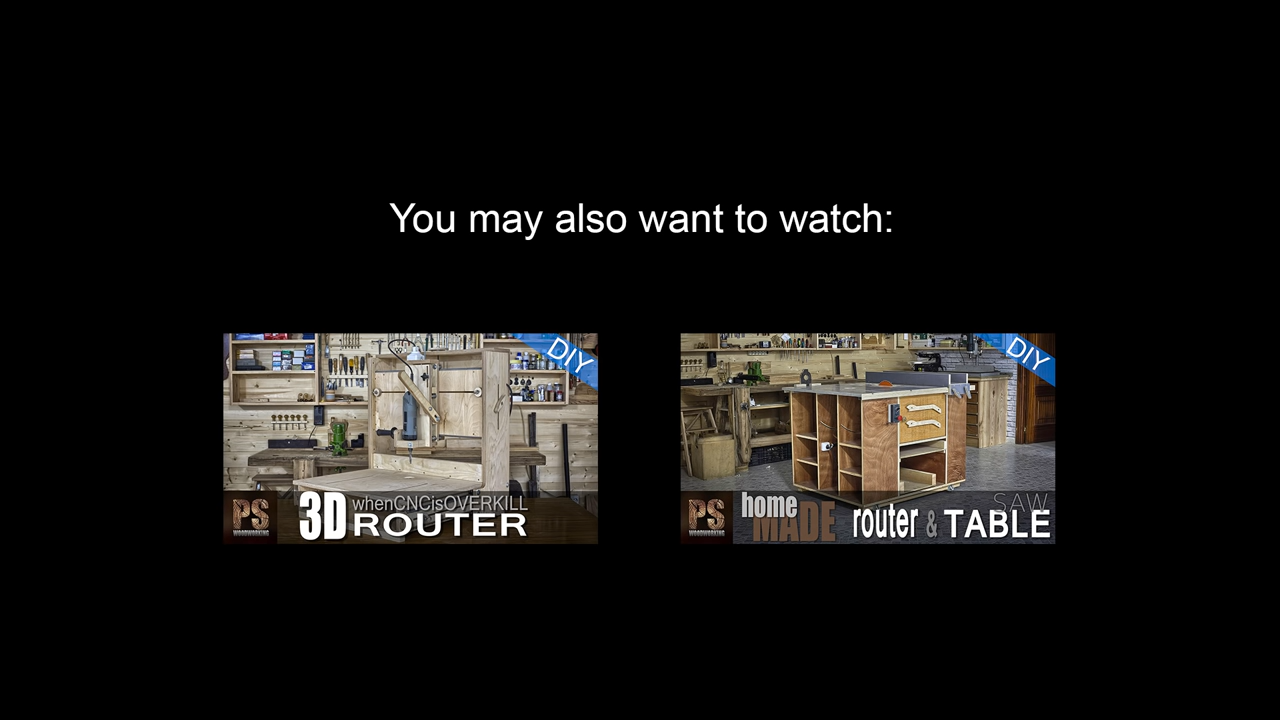 You may also want to watch:
DIY
PS
WOODWORKING
3D
whenCNCisOVERKILL
ROUTER
DIY
PS
WOODWORKING
home
MADE
router & SAW
TABLE